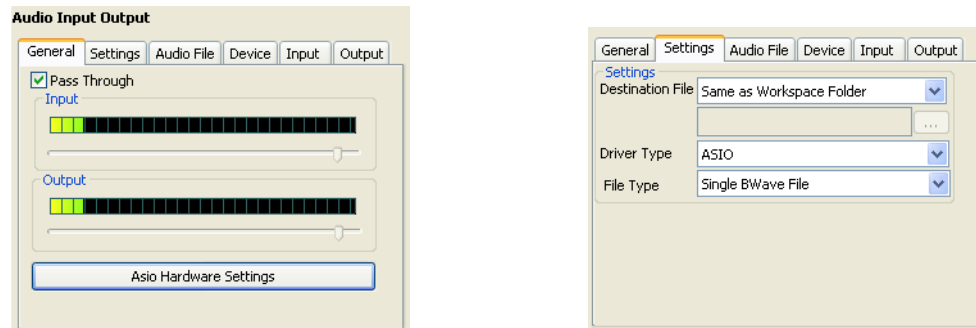 Audio Input Output
General Settings Audio File Device Input Output
Pass Through
Input
Output
Asio Hardware Settings
General Settings Audio File Device Input Output
Settings
Destination File Same as Workspace Folder
...
Driver Type ASIO
File Type Single BWave File